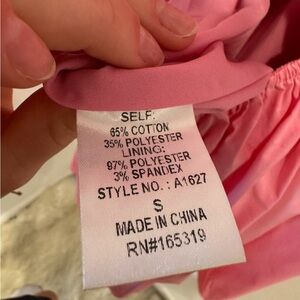 SELF:
65% COTTON
35% POLYESTER
LINING:
97% POLYESTER
3% SPANDEX
STYLE NO. : A1627
S
MADE IN CHINA
RN#165319